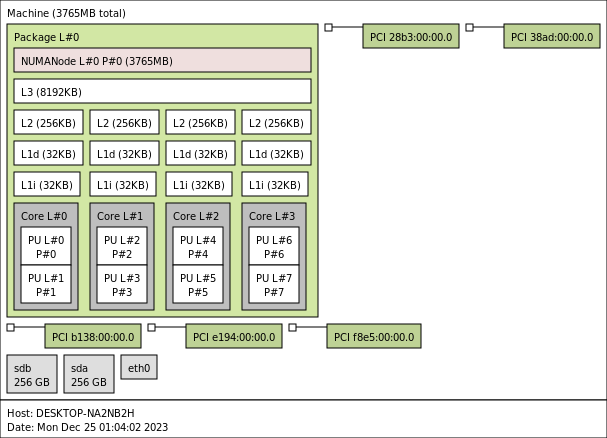 Machine (3765MB total)
Package L#0
PCI 28b3:00:00.0
PCI 38ad:00:00.0
NUMANode L#0 P#0 (3765MB)
L3 (8192KB)
L2 (256KB) L2 (256KB) L2 (256KB) L2 (256KB)
L1d (32KB) L1d (32KB) L1d (32KB) L1d (32KB)
L1i (32KB) L1i (32KB) L1i (32KB) L1i (32KB)
Core L#0 Core L#1 Core L#2 Core L#3
PU L#0 PU L#2 PU L#4 PU L#6
P#0 P#2 P#4 P#6
PU L#1 PU L#3 PU L#5 PU L#7
P#1 P#3 P#5 P#7
PCI b138:00:00.0 PCI e194:00:00.0 PCI f8e5:00:00.0
sdb sda eth0
256 GB 256 GB
Host: DESKTOP-NA2NB2H
Date: Mon Dec 25 01:04:02 2023